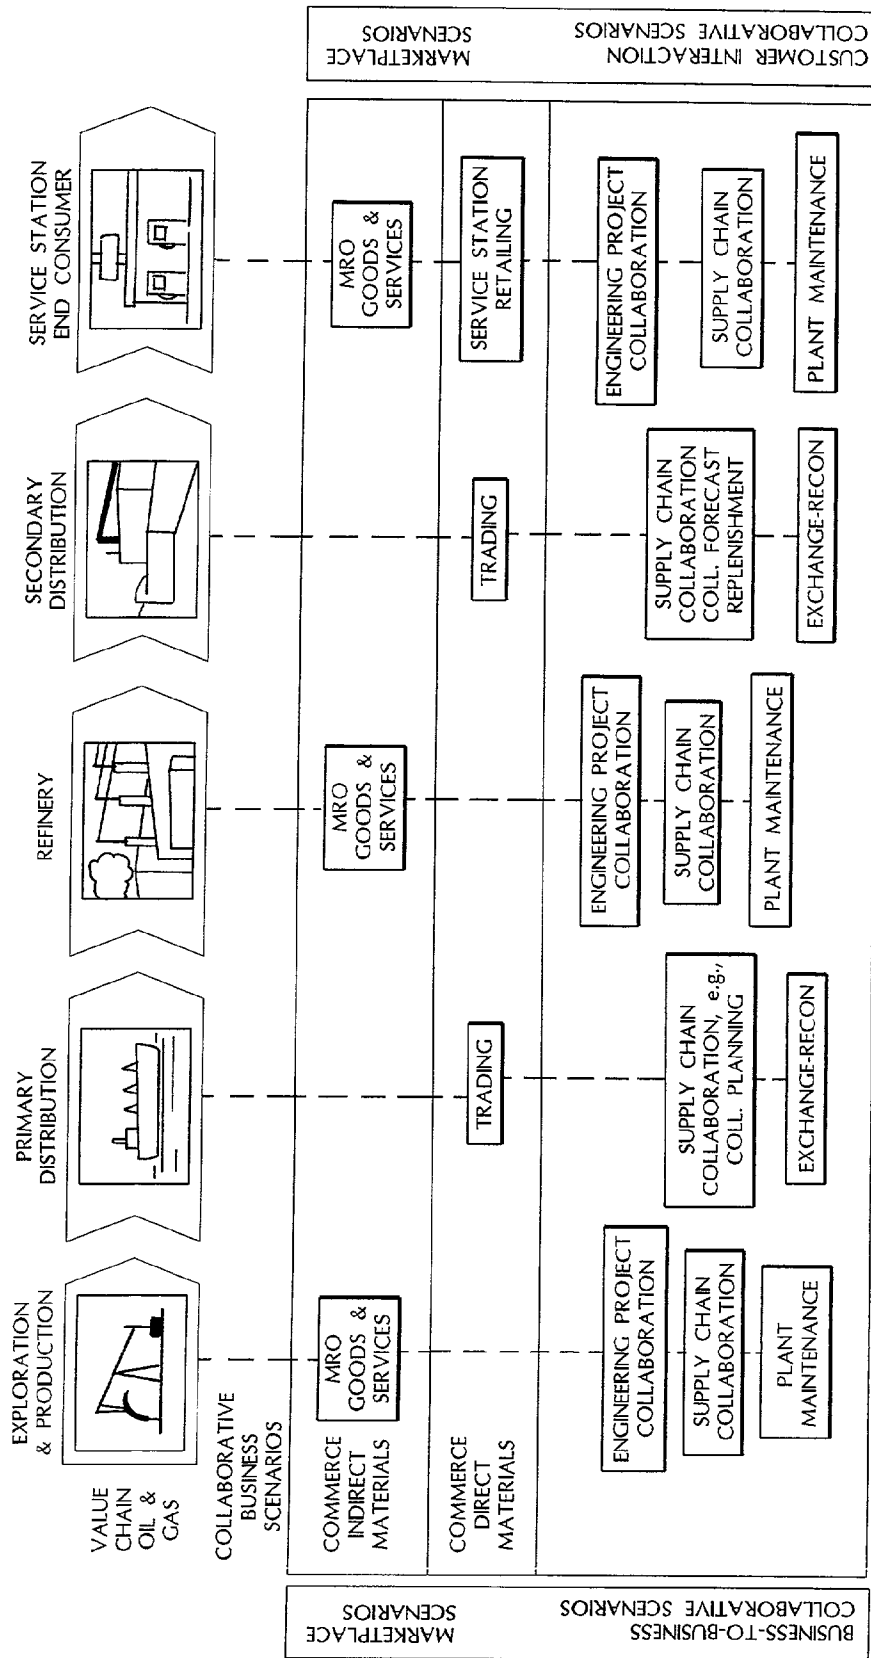 EXPLORATION
& PRODUCTION
PRIMARY
DISTRIBUTION
REFINERY
SECONDARY
DISTRIBUTION
SERVICE STATION
END CONSUMER
VALUE
CHAIN
OIL &
GAS
COLLABORATIVE
BUSINESS
SCENARIOS
MARKETPLACE
SCENARIOS
COMMERCE
INDIRECT
MATERIALS
MRO
GOODS &
SERVICES
MRO
GOODS &
SERVICES
MRO
GOODS &
SERVICES
MARKETPLACE
SCENARIOS
COMMERCE
DIRECT
MATERIALS
TRADING
TRADING
SERVICE STATION
RETAILING
BUSINESS-TO-BUSINESS
COLLABORATIVE SCENARIOS
ENGINEERING PROJECT
COLLABORATION
SUPPLY CHAIN
COLLABORATION
PLANT
MAINTENANCE
SUPPLY CHAIN
COLLABORATION, e.g.,
COLL. PLANNING
EXCHANGE-RECON
ENGINEERING PROJECT
COLLABORATION
SUPPLY CHAIN
COLLABORATION
PLANT MAINTENANCE
SUPPLY CHAIN
COLLABORATION
COLL. FORECAST
REPLENISHMENT
EXCHANGE-RECON
ENGINEERING PROJECT
COLLABORATION
SUPPLY CHAIN
COLLABORATION
PLANT MAINTENANCE
CUSTOMER INTERACTION
COLLABORATIVE SCENARIOS